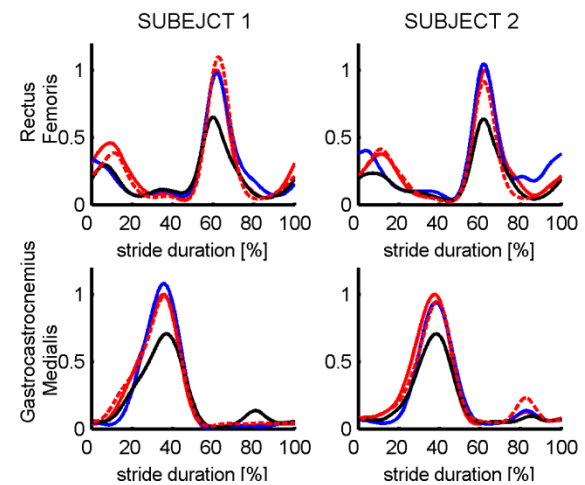 SUBEJCT 1
SUBJECT 2
Rectus
Femoris
1
0.5
0
0 20 40 60 80 100
stride duration [%]
1
0.5
0
0 20 40 60 80 100
stride duration [%]
Gastrocastrocnemius
Medialis
1
0.5
0
0 20 40 60 80 100
stride duration [%]
1
0.5
0
0 20 40 60 80 100
stride duration [%]